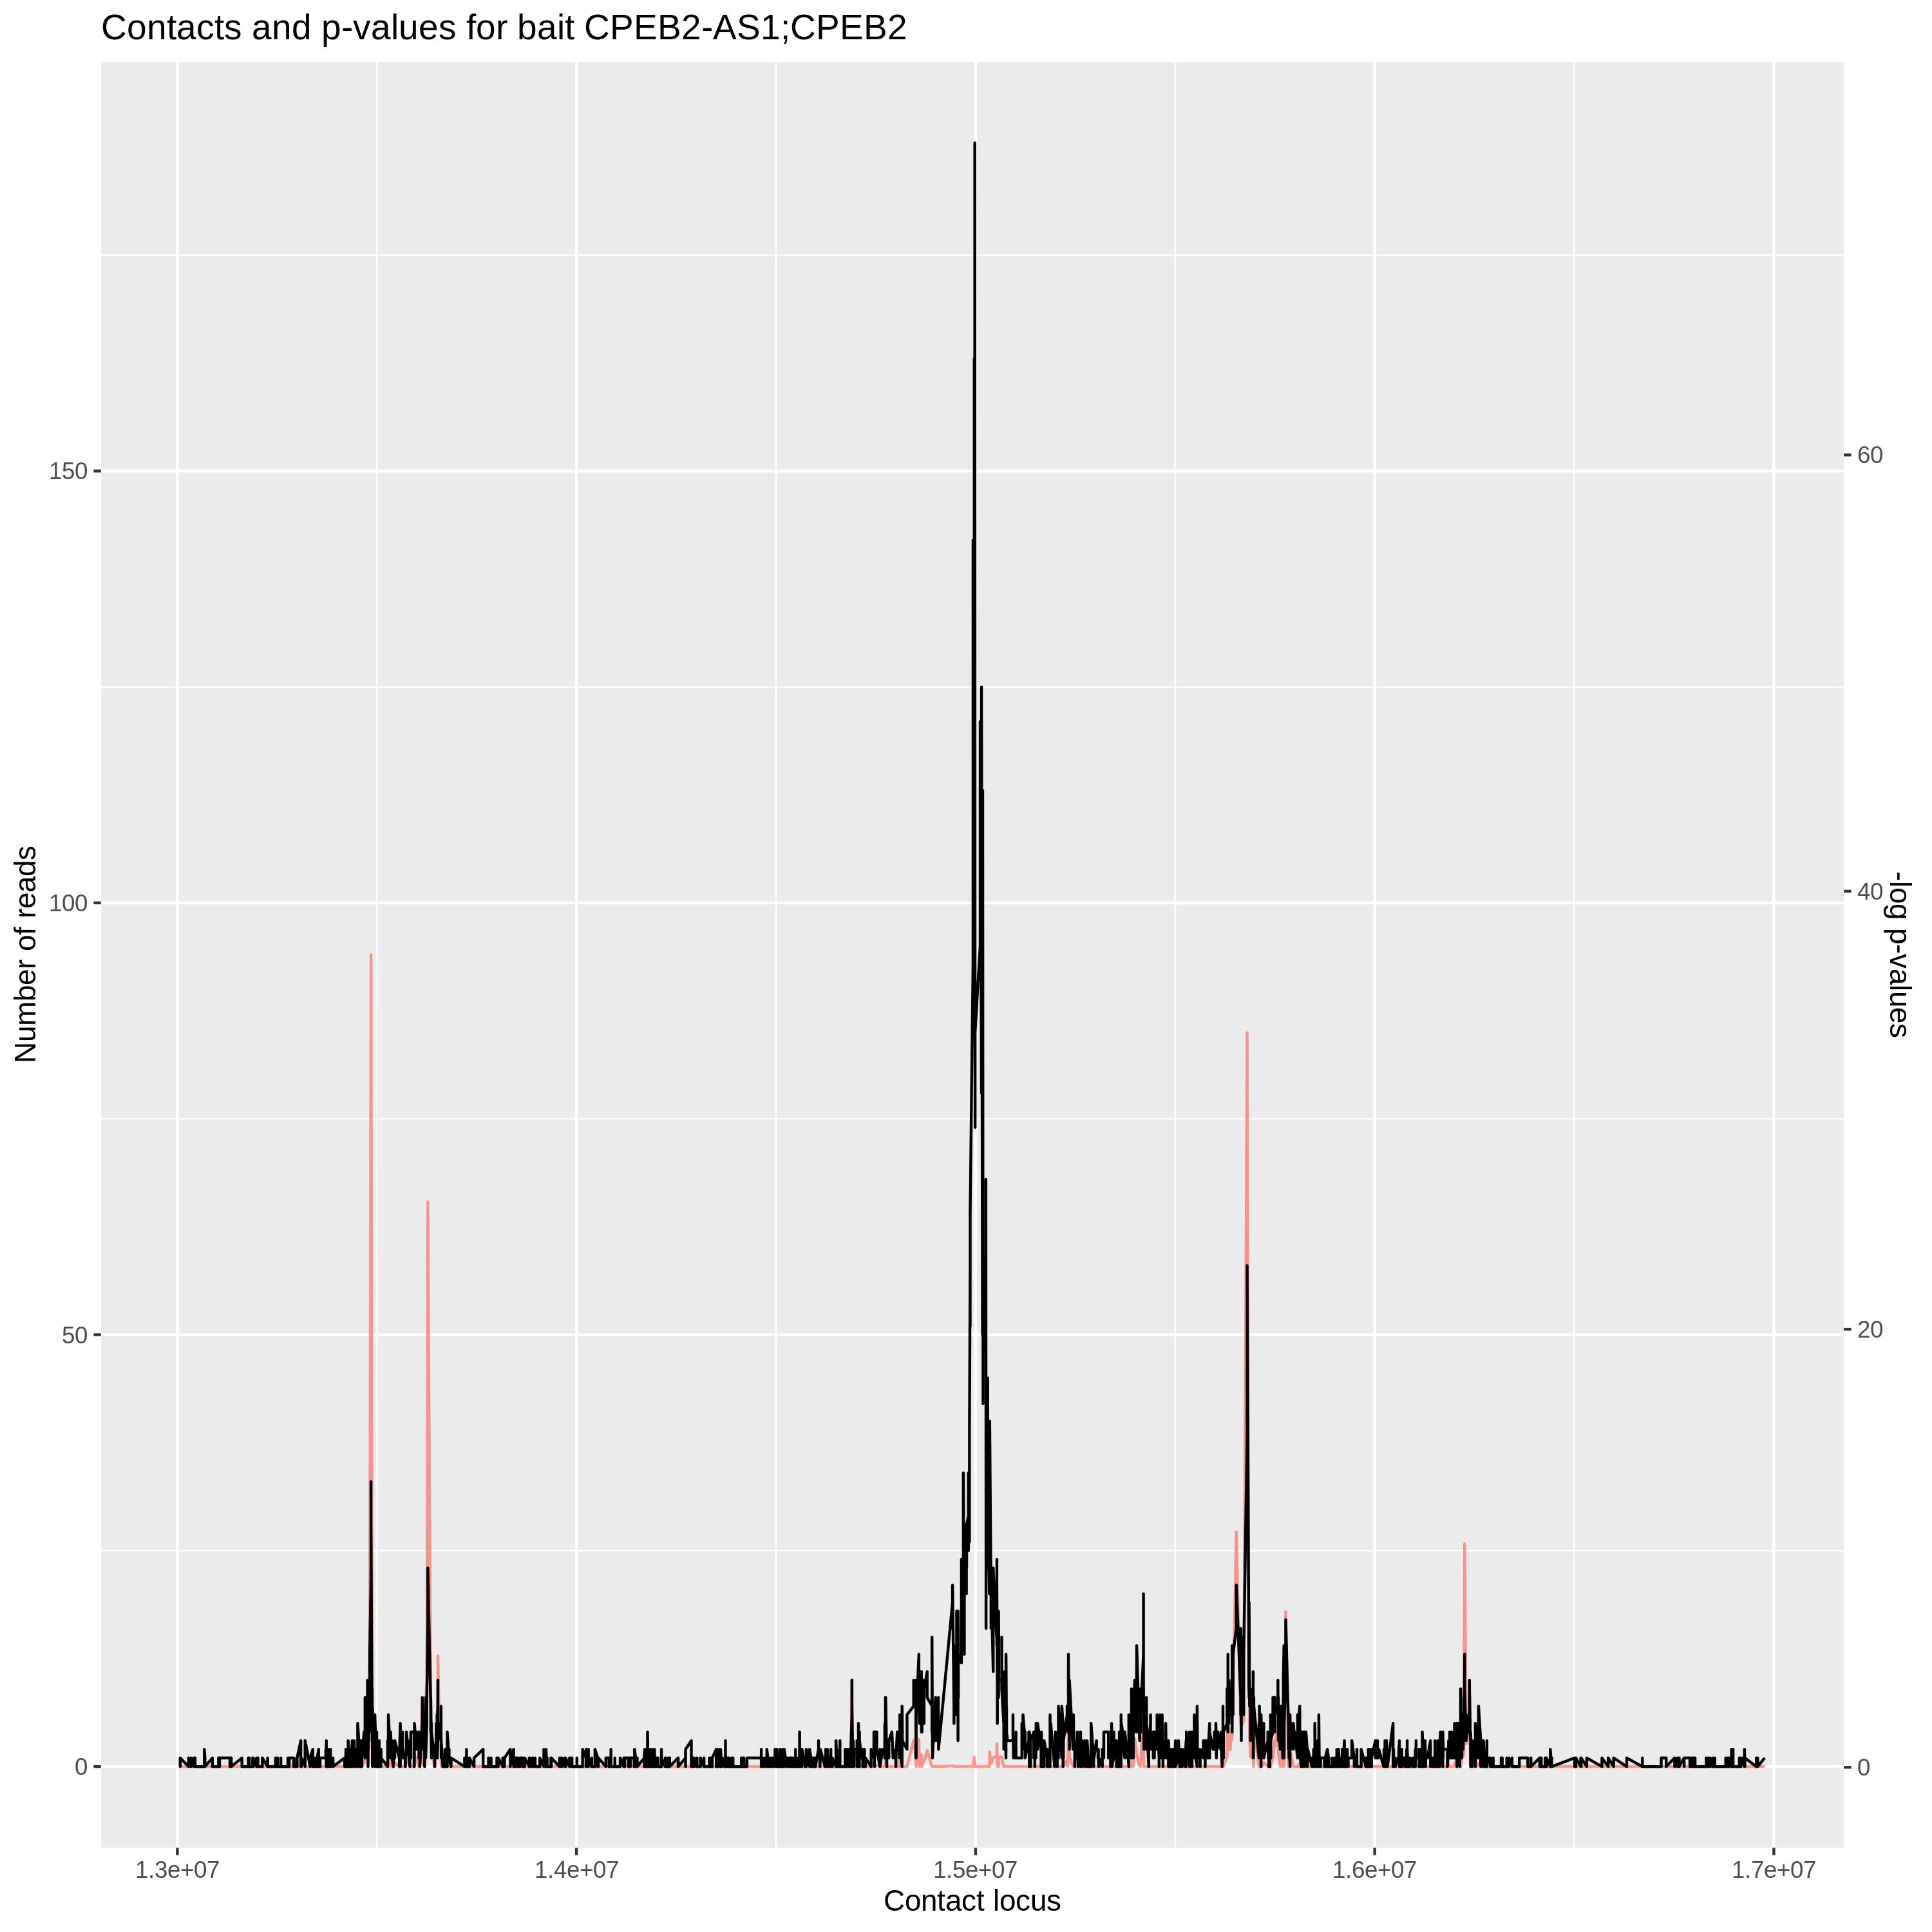 Contacts and p-values for bait CPEB2-AS1;CPEB2
Number of reads
150
100
50
0
60
40
20
0
-log p-values
1.3e+07 1.4e+07 1.5e+07 1.6e+07 1.7e+07
Contact locus